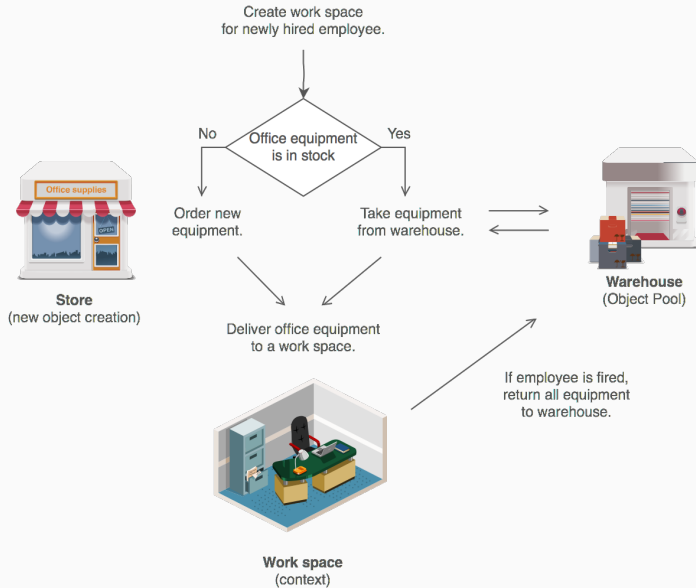 Create work space
for newly hired employee.
No
Office equipment
is in stock
Yes
Office supplies
OPEN
Order new
equipment.
Take equipment
from warehouse.
Store
(new object creation)
Warehouse
(Object Pool)
Deliver office equipment
to a work space.
If employee is fired,
return all equipment
to warehouse.
Work space
(context)